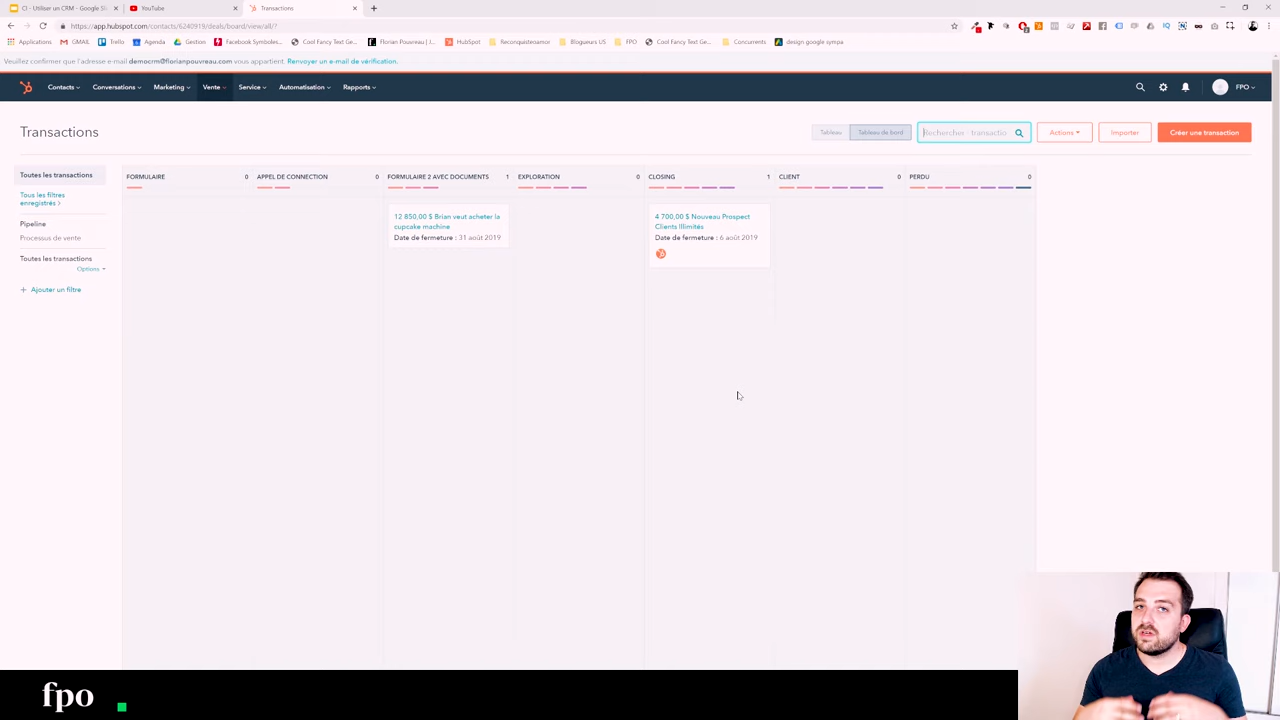 CI - Utiliser un CRM - Google Sli
YouTube
Transactions
https://app.hubspot.com/contacts/6240919/deals/board/view/all/?
Applications
GMAIL
Trello
Agenda
Gestion
Facebook Symboles...
Cool Fancy Text Ge...
Florian Pouvreau | J...
HubSpot
Reconquistesamor
Blogueurs US
FPO
Cool Fancy Text Ge...
Concurrents
design google sympa
Veuillez confirmer que l'adresse e-mail democrm@florianpouvreau.com vous appartient. Renvoyer un e-mail de vérification.
Contacts
Conversations
Marketing
Vente
Service
Automatisation
Rapports
FPO
Transactions
Tableau
Tableau de bord
Rechercher transactio
Actions
Importer
Créer une transaction
Toutes les transactions
Tous les filtres
enregistrés >
Pipeline
Processus de vente
Toutes les transactions
Options
+ Ajouter un filtre
FORMULAIRE 0
APPEL DE CONNECTION 0
FORMULAIRE 2 AVEC DOCUMENTS 1
EXPLORATION 0
CLOSING 1
CLIENT 0
PERDU 0
12 850,00 $ Brian veut acheter la
cupcake machine
Date de fermeture : 31 août 2019
4 700,00 $ Nouveau Prospect
Clients Illimités
Date de fermeture : 6 août 2019
fpo